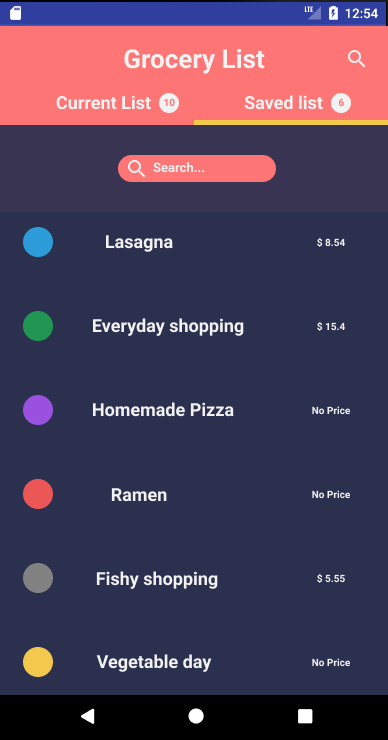 LTE 12:54
Grocery List
Current List 10 Saved list 6
Search...
Lasagna $ 8.54
Everyday shopping $ 15.4
Homemade Pizza No Price
Ramen No Price
Fishy shopping $ 5.55
Vegetable day No Price